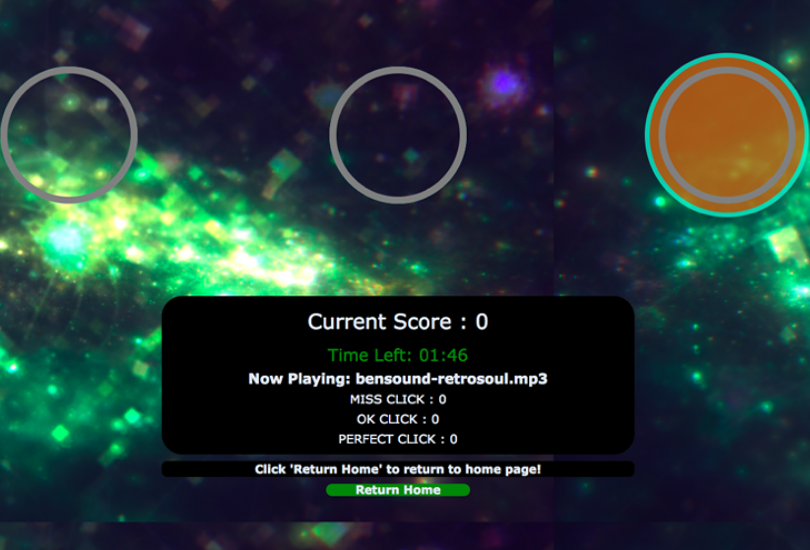 Current Score : 0
Time Left: 01:46
Now Playing: bensound-retrosoul.mp3
MISS CLICK : 0
OK CLICK : 0
PERFECT CLICK : 0
Click 'Return Home' to return to home page!
Return Home